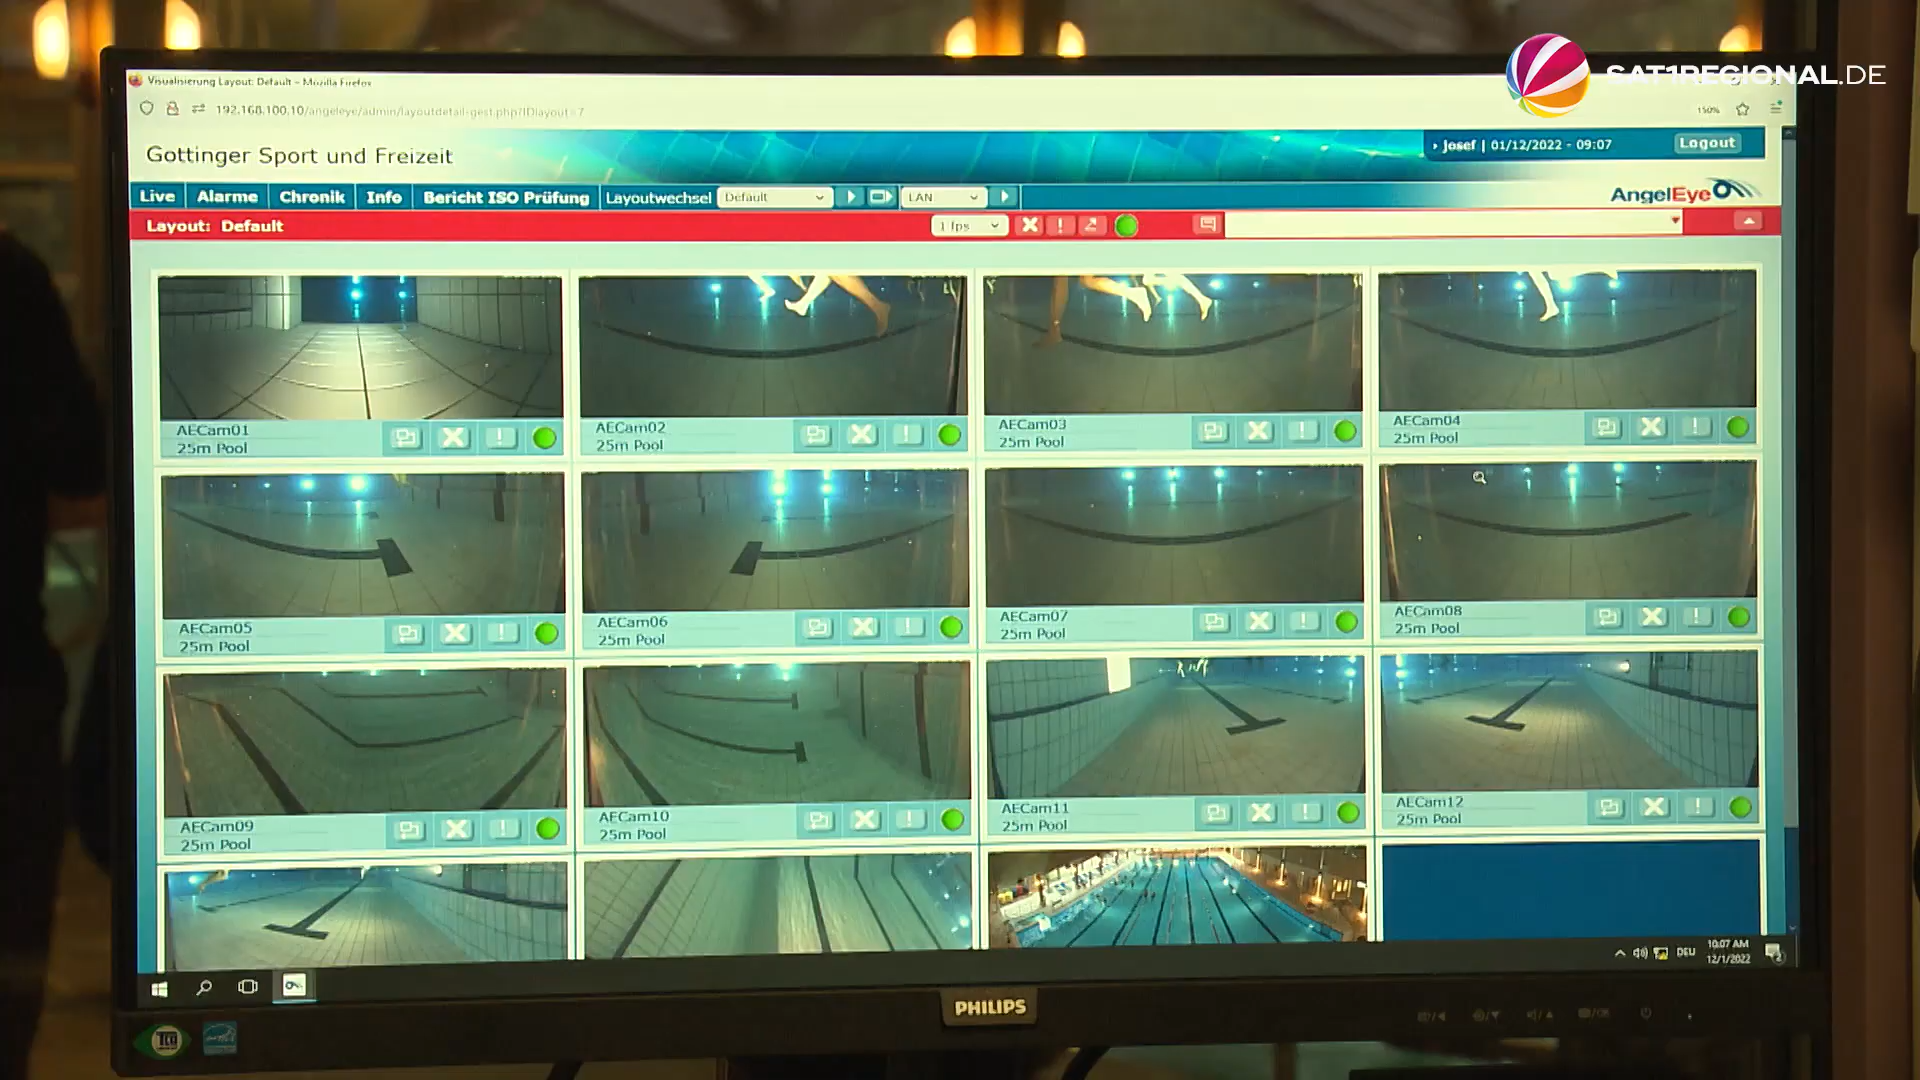 SAT1REGIONAL.DE
Visualisierung Layout: Default – Mozilla Firefox
192.168.100.10/angeleye/admin/layoutdetail-gest.php?IDlayout=7
150%
Gottinger Sport und Freizeit
Josef | 01/12/2022 - 09:07
Logout
Live Alarme Chronik Info Bericht ISO Prüfung Layoutwechsel Default LAN
AngelEye
Layout: Default
1 fps
AECam01
25m Pool
AECam02
25m Pool
AECam03
25m Pool
AECam04
25m Pool
AECam05
25m Pool
AECam06
25m Pool
AECam07
25m Pool
AECam08
25m Pool
AECam09
25m Pool
AECam10
25m Pool
AECam11
25m Pool
AECam12
25m Pool
DEU
10:07 AM
12/1/2022
PHILIPS